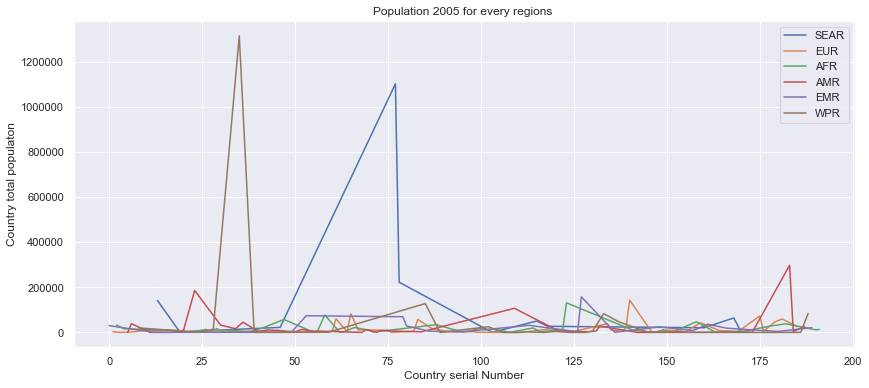 Population 2005 for every regions
Country total populaton
1200000
1000000
800000
600000
400000
200000
0
SEAR
EUR
AFR
AMR
EMR
WPR
0 25 50 75 100 125 150 175 200
Country serial Number